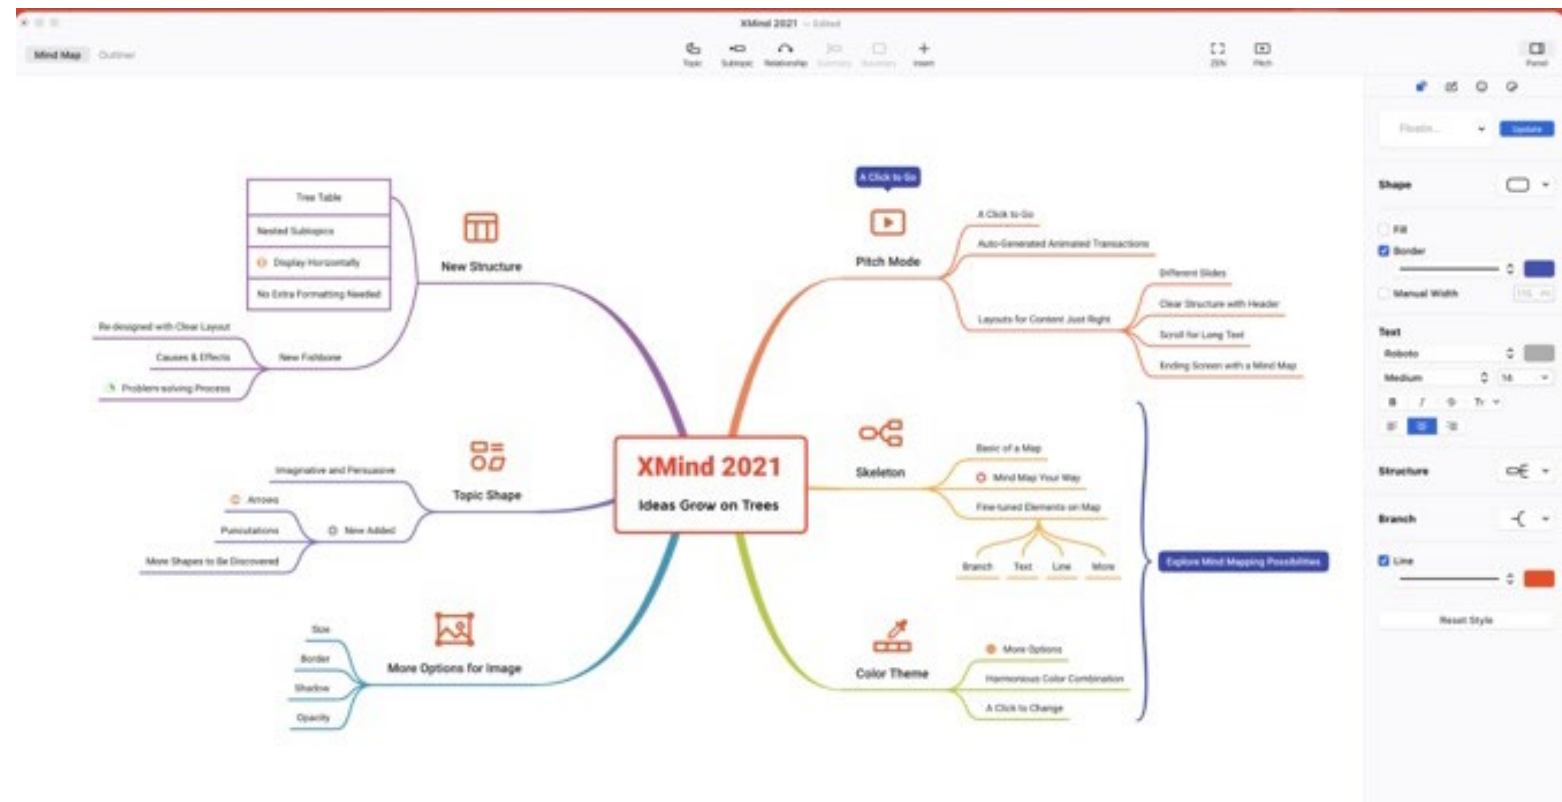 XMind 2021 — Edited
Mind Map
Outliner
Topic
Subtopic
Relationship
Summary
Boundary
Insert
Pitch
Panel
Update
Shape
Fill
Border
Manual Width
Text
Roboto
Medium
14
B I S Tr
Structure
Branch
Line
Reset Style
XMind 2021
Ideas Grow on Trees
New Structure
Tree Table
Nested Subtopics
Display Horizontally
No Extra Formatting Needed
New Fishbone
Re-designed with Clear Layout
Causes & Effects
Problem-solving Process
Topic Shape
Imaginative and Persuasive
New Added
Arrows
More Shapes to Be Discovered
More Options for Image
Size
Border
Shadow
Opacity
A Click to Go
Pitch Mode
A Click to Go
Auto-Generated Animated Transactions
Layouts for Content Just Right
Different Slides
Clear Structure with Header
Scroll for Long Text
Ending Screen with a Mind Map
Skeleton
Basic of a Map
Mind Map Your Way
Fine-tuned Elements on Map
Branch
Text
Line
More
Explore Mind Mapping Possibilities
Color Theme
More Options
Harmonious Color Combination
A Click to Change